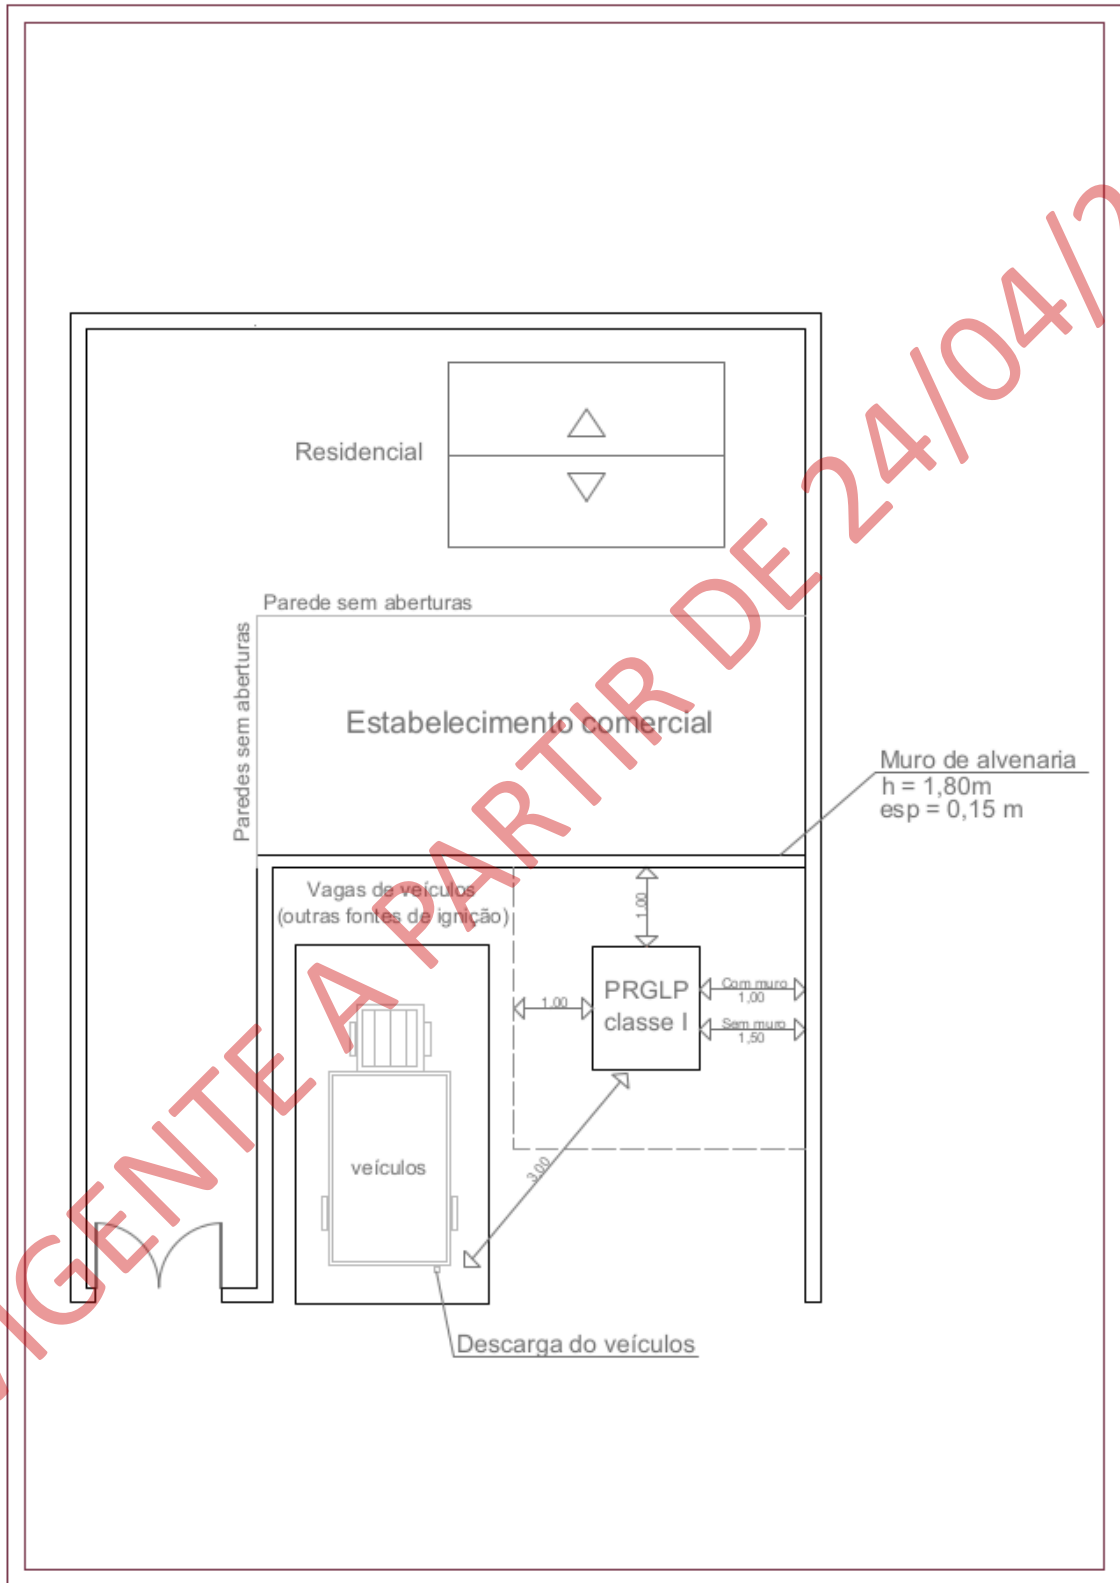 Residencial
Parede sem aberturas
Paredes sem aberturas
Estabelecimento comercial
Muro de alvenaria
h = 1,80m
esp = 0,15 m
Vagas de veículos
(outras fontes de ignição)
1.00
PRGLP
classe I
1.00
Com muro
1,00
Sem muro
1,50
3,00
veículos
Descarga do veículos
VIGENTE A PARTIR DE 24/04/2